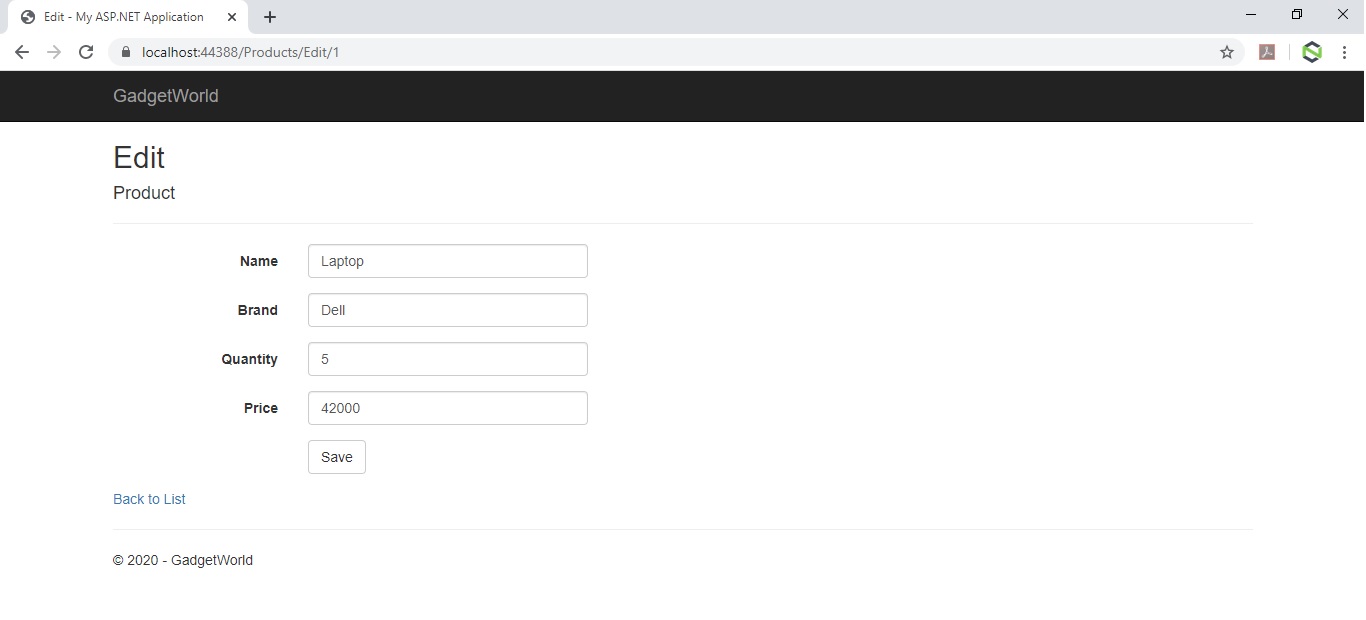 Edit - My ASP.NET Application
localhost:44388/Products/Edit/1
GadgetWorld
Edit
Product
Name Laptop
Brand Dell
Quantity 5
Price 42000
Save
Back to List
© 2020 - GadgetWorld